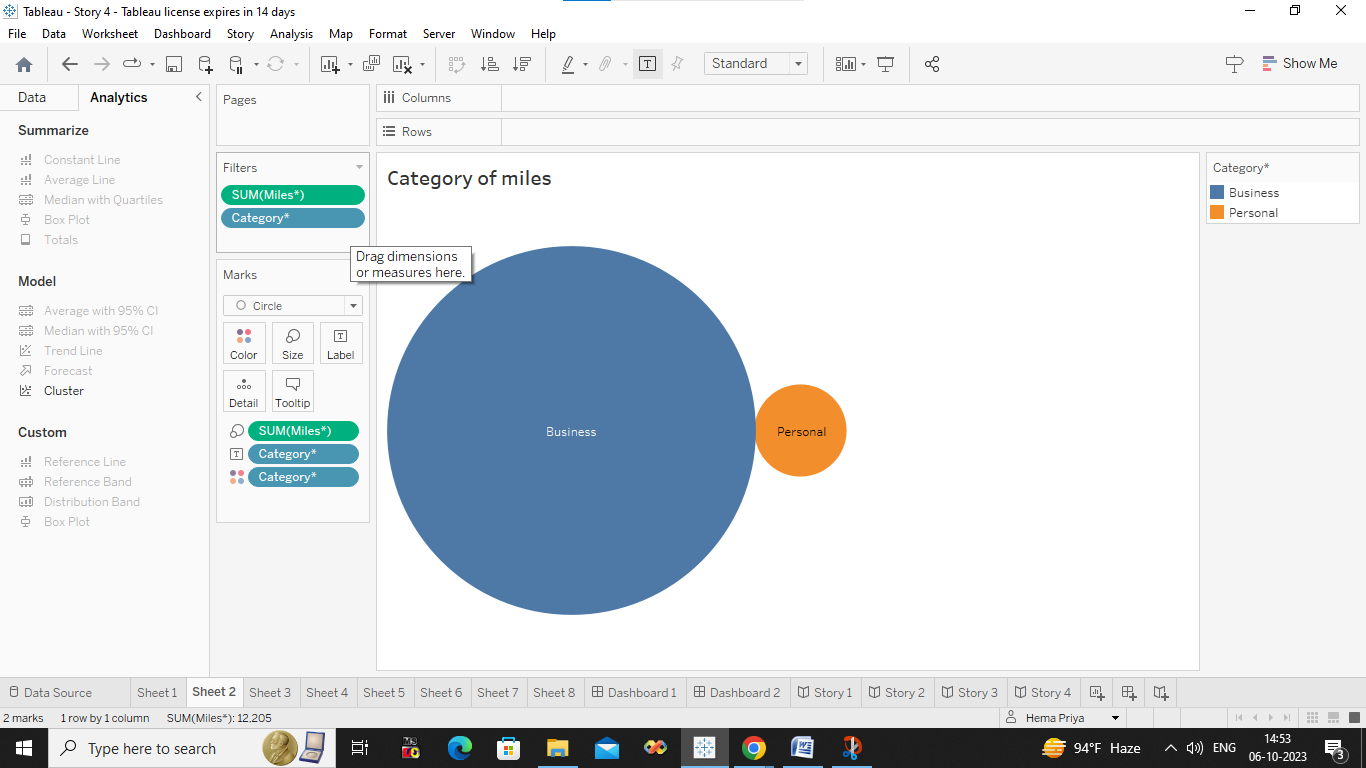 Tableau - Story 4 - Tableau license expires in 14 days
File Data Worksheet Dashboard Story Analysis Map Format Server Window Help
Standard
Show Me
Data Analytics
Summarize
Constant Line
Average Line
Median with Quartiles
Box Plot
Totals
Model
Average with 95% CI
Median with 95% CI
Trend Line
Forecast
Cluster
Custom
Reference Line
Reference Band
Distribution Band
Box Plot
Pages
Filters
SUM(Miles*)
Category*
Marks
Circle
Color Size Label
Detail Tooltip
SUM(Miles*)
Category*
Category*
Columns
Rows
Category of miles
Drag dimensions
or measures here.
Business
Personal
Category*
Business
Personal
Data Source Sheet 1 Sheet 2 Sheet 3 Sheet 4 Sheet 5 Sheet 6 Sheet 7 Sheet 8 Dashboard 1 Dashboard 2 Story 1 Story 2 Story 3 Story 4
2 marks 1 row by 1 column SUM(Miles*): 12,205
Hema Priya
Type here to search
94°F Haze
ENG
14:53
06-10-2023
3